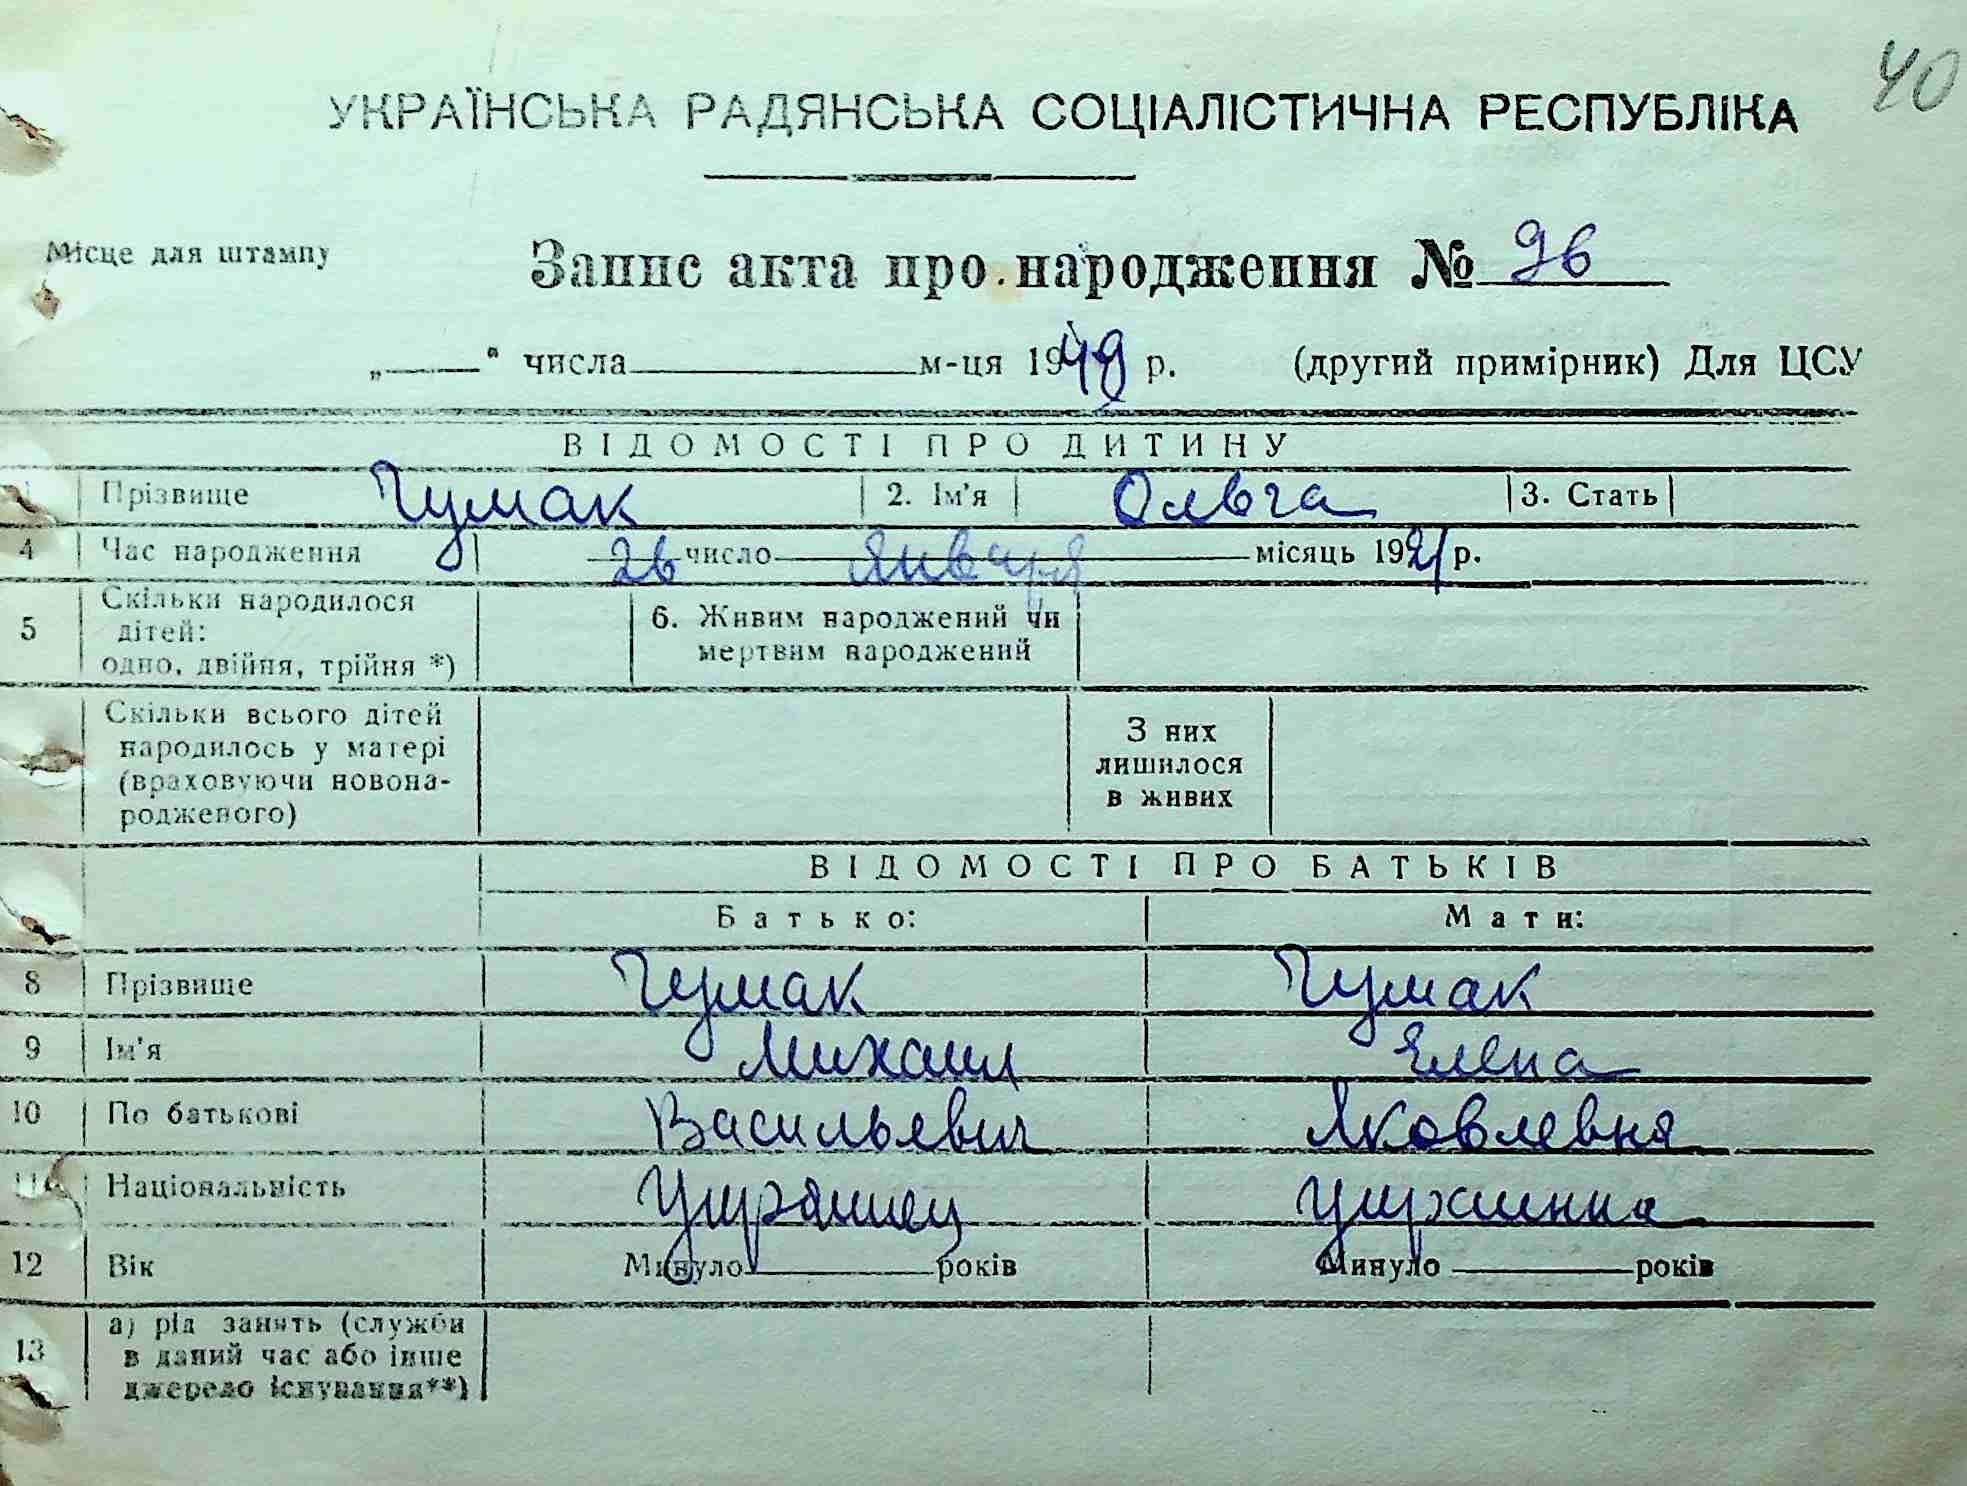 40
УКРАЇНСЬКА РАДЯНСЬКА СОЦІАЛІСТИЧНА РЕСПУБЛІКА
Місце для штампу
Запис акта про народження № 96
„ “ числа м-ця 1949 р. (другий примірник) Для ЦСУ
ВІДОМОСТІ ПРО ДИТИНУ
1 Прізвище Чумак 2. Ім'я Ольга 3. Стать
4 Час народження 26 число января місяць 1921 р.
5 Скільки народилося дітей: одно, двійня, трійня *) 6. Живим народжений чи мертвим народжений
Скільки всього дітей народилось у матері (враховуючи новонародженого) З них лишилося в живих
ВІДОМОСТІ ПРО БАТЬКІВ
Батько: Мати:
8 Прізвище Чумак Чумак
9 Ім'я Михаил Елена
10 По батькові Васильевич Яковлевна
11 Національність Украинец украинка
12 Вік Минуло років Минуло років
13 а) рід занять (служби в даний час або інше джерело існування**)